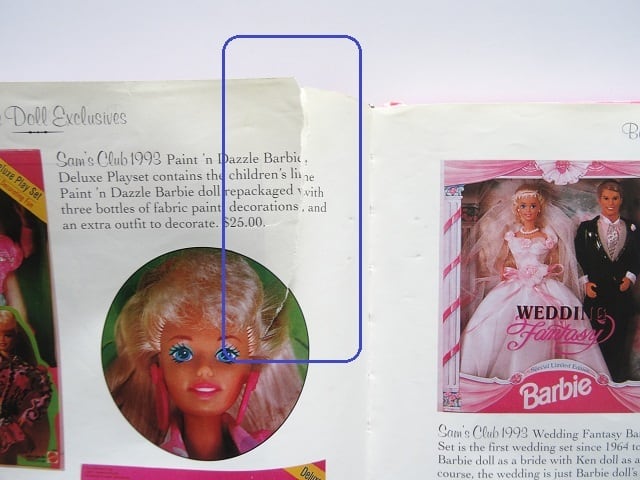 Doll Exclusives
Sam's Club 1993 Paint 'n Dazzle Barbie,
Deluxe Playset contains the children's line
Paint 'n Dazzle Barbie doll repackaged with
three bottles of fabric paint, decorations, and
an extra outfit to decorate. $25.00.
Deluxe Play Set
WEDDING
Fantasy
Special Limited Edition
Barbie
Sam's Club 1993 Wedding Fantasy
Set is the first wedding set since 1964
Barbie doll as a bride with Ken doll as a
course, the wedding is just Barbie doll's